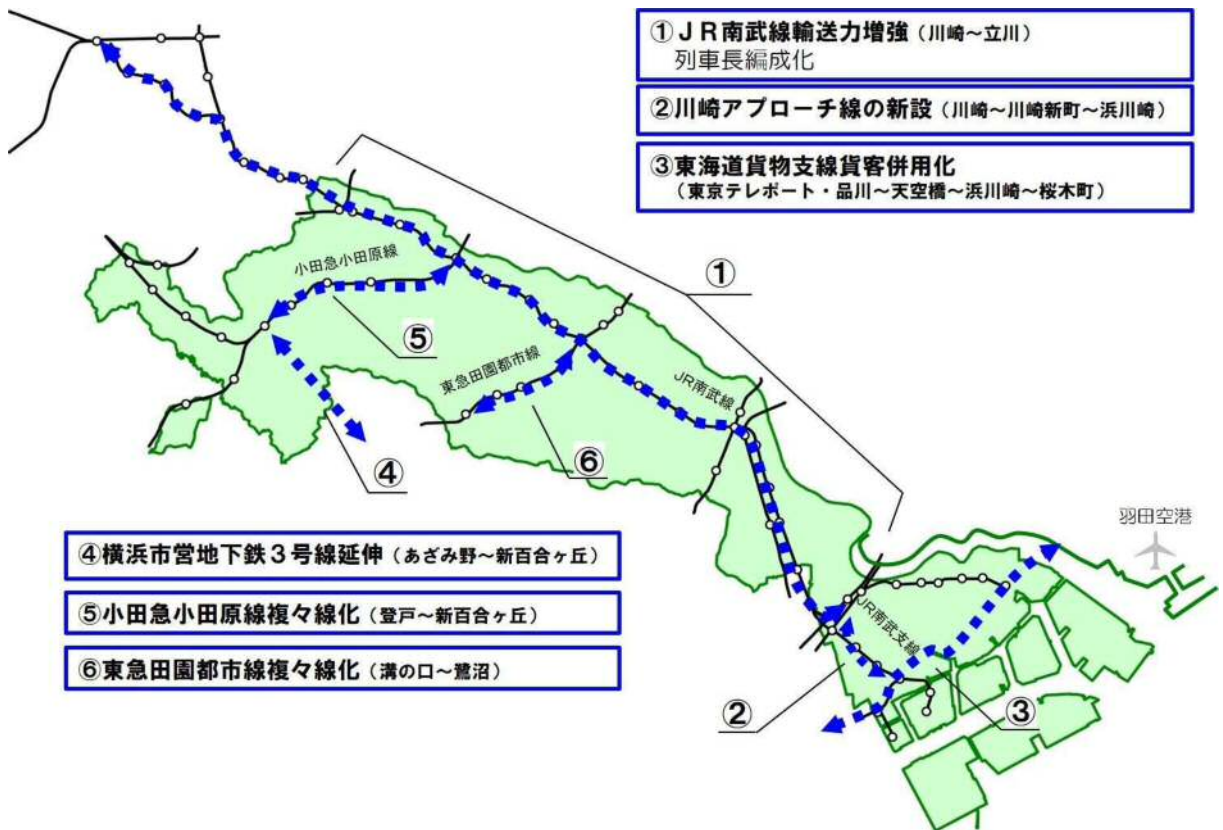 ①ＪＲ南武線輸送力増強（川崎～立川）
列車長編成化
②川崎アプローチ線の新設（川崎～川崎新町～浜川崎）
③東海道貨物支線貨客併用化
（東京テレポート・品川～天空橋～浜川崎～桜木町）
小田急小田原線
①
⑤
東急田園都市線
JR南武線
④
⑥
羽田空港
④横浜市営地下鉄３号線延伸（あざみ野～新百合ヶ丘）
⑤小田急小田原線複々線化（登戸～新百合ヶ丘）
⑥東急田園都市線複々線化（溝の口～鷺沼）
JR南武支線
②
③